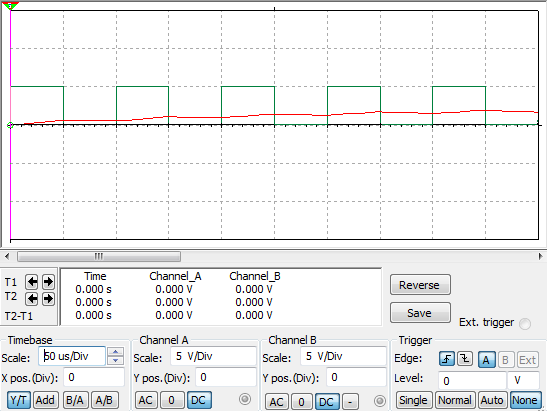 T1
T2
T2-T1
Time Channel_A Channel_B
0.000 s 0.000 V 0.000 V
0.000 s 0.000 V 0.000 V
0.000 s 0.000 V 0.000 V
Reverse
Save
Ext. trigger
Timebase
Scale: 50 us/Div
X pos.(Div): 0
Y/T Add B/A A/B
Channel A
Scale: 5 V/Div
Y pos.(Div): 0
AC 0 DC
Channel B
Scale: 5 V/Div
Y pos.(Div): 0
AC 0 DC -
Trigger
Edge: A B Ext
Level: 0 V
Single Normal Auto None